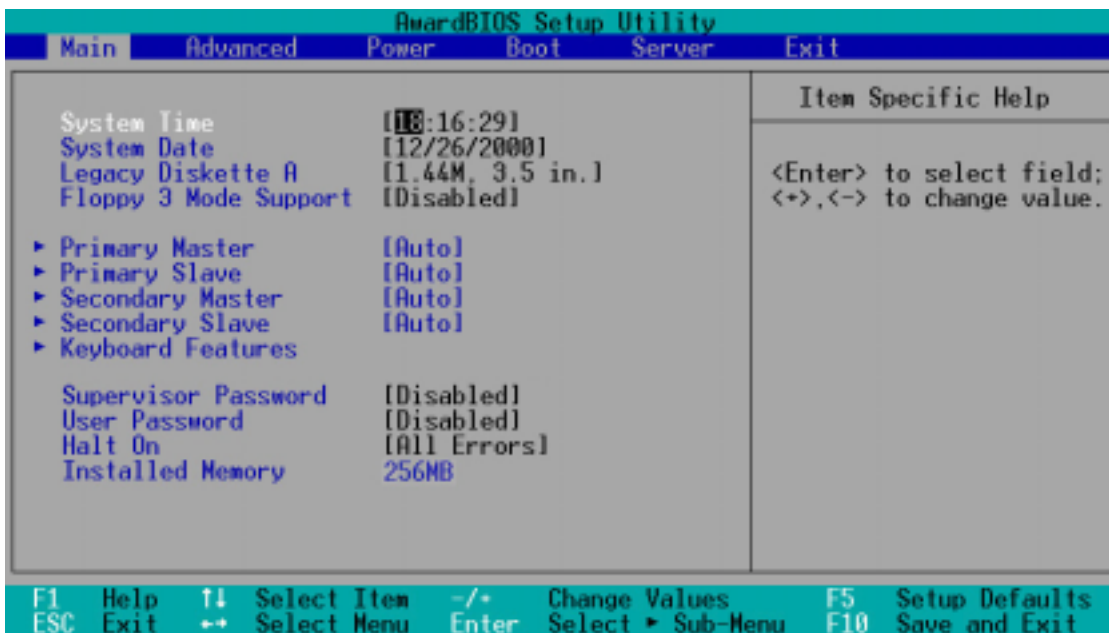 AwardBIOS Setup Utility
Main Advanced Power Boot Server Exit
Item Specific Help
System Time [18:16:29]
System Date [12/26/2000]
Legacy Diskette A [1.44M, 3.5 in.]
Floppy 3 Mode Support [Disabled]
<Enter> to select field;
<+>,<-> to change value.
▶ Primary Master [Auto]
▶ Primary Slave [Auto]
▶ Secondary Master [Auto]
▶ Secondary Slave [Auto]
▶ Keyboard Features
Supervisor Password [Disabled]
User Password [Disabled]
Halt On [All Errors]
Installed Memory 256MB
F1 Help ↑↓ Select Item -/+ Change Values F5 Setup Defaults
ESC Exit ←→ Select Menu Enter Select ▶ Sub-Menu F10 Save and Exit